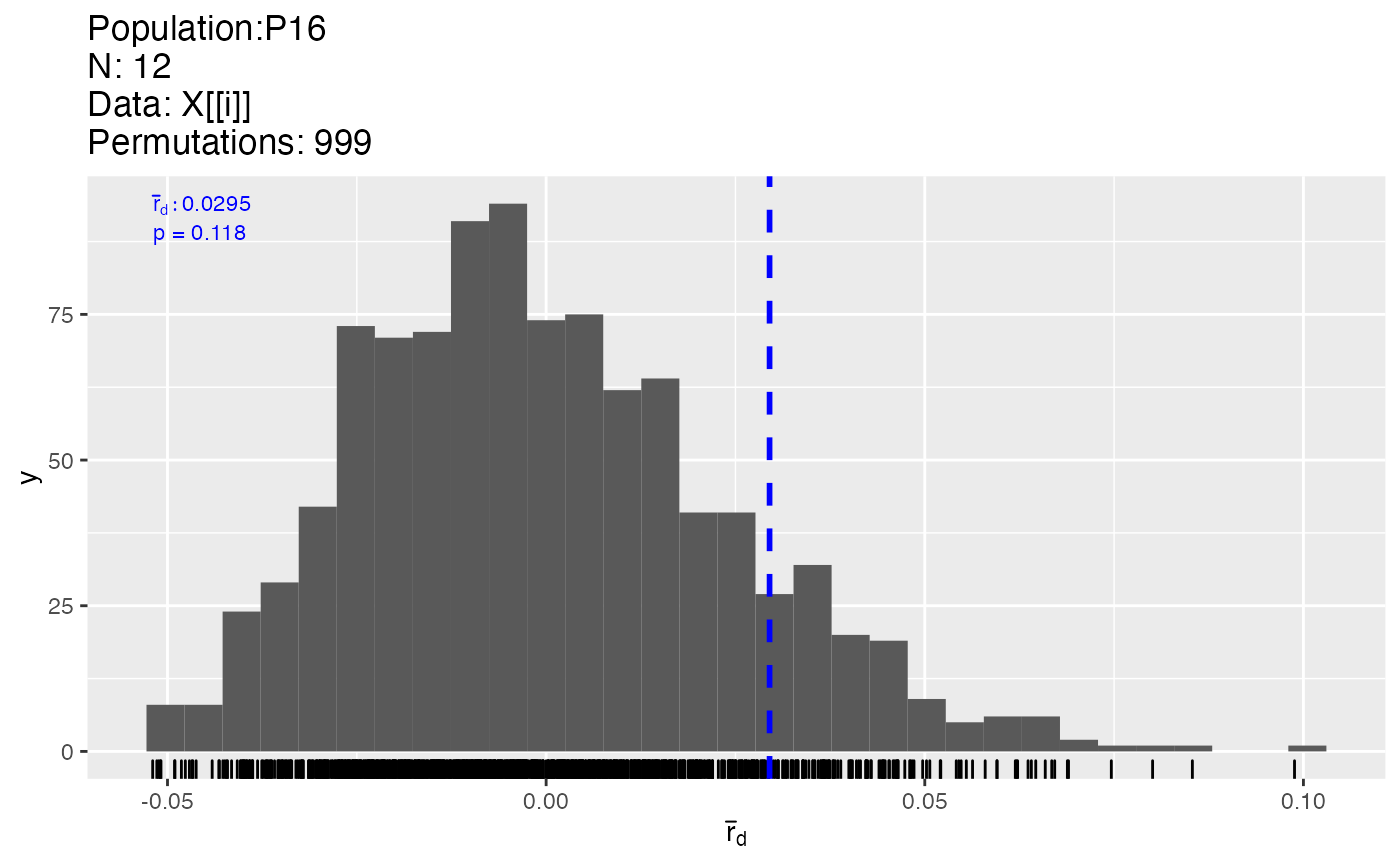 Population:P16
N: 12
Data: X[[i]]
Permutations: 999
r̄d : 0.0295
p = 0.118
75
50
25
0
y
-0.05 0.00 0.05 0.10
r̄d